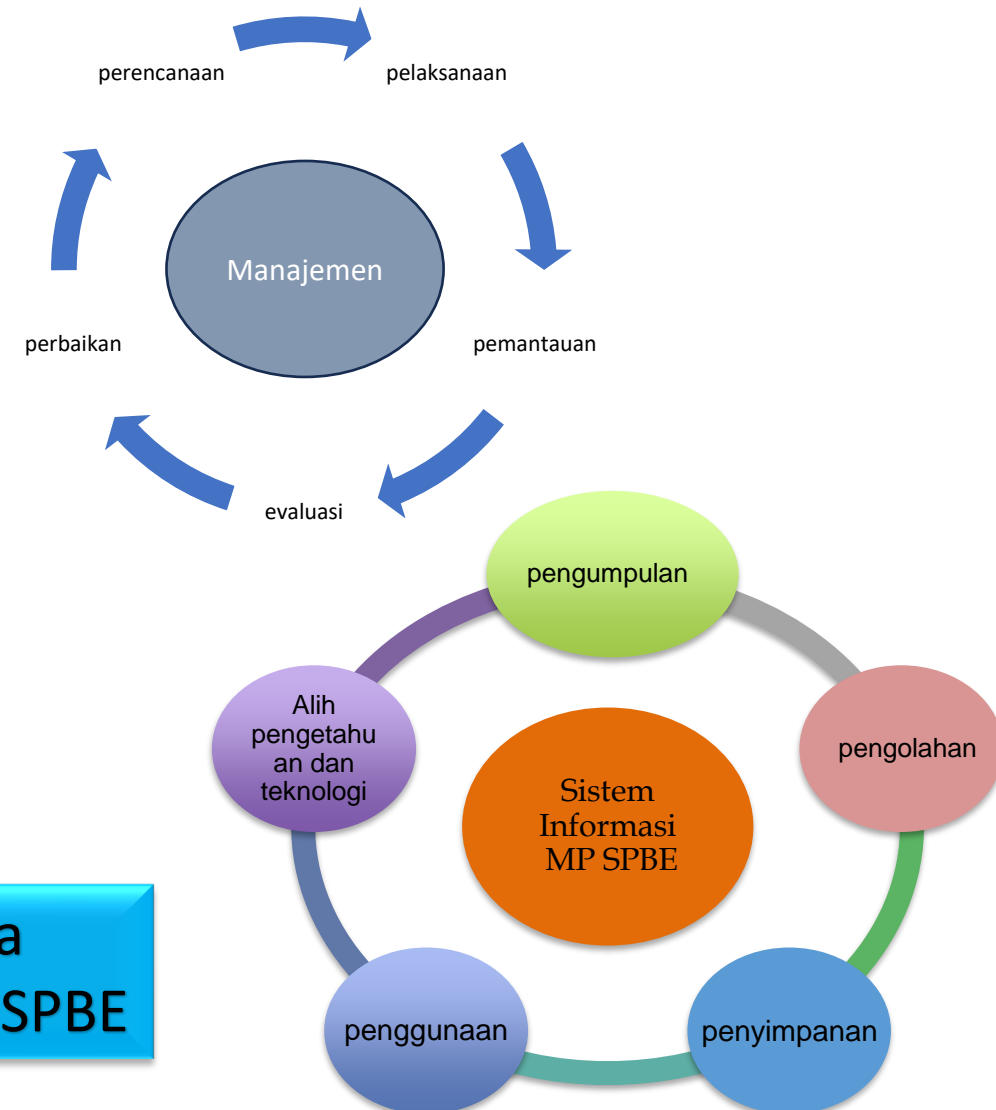 perencanaan
pelaksanaan
Manajemen
perbaikan
pemantauan
evaluasi
pengumpulan
Alih
pengetahu
an dan
teknologi
pengolahan
Sistem
Informasi
MP SPBE
a
SPBE
penggunaan
penyimpanan